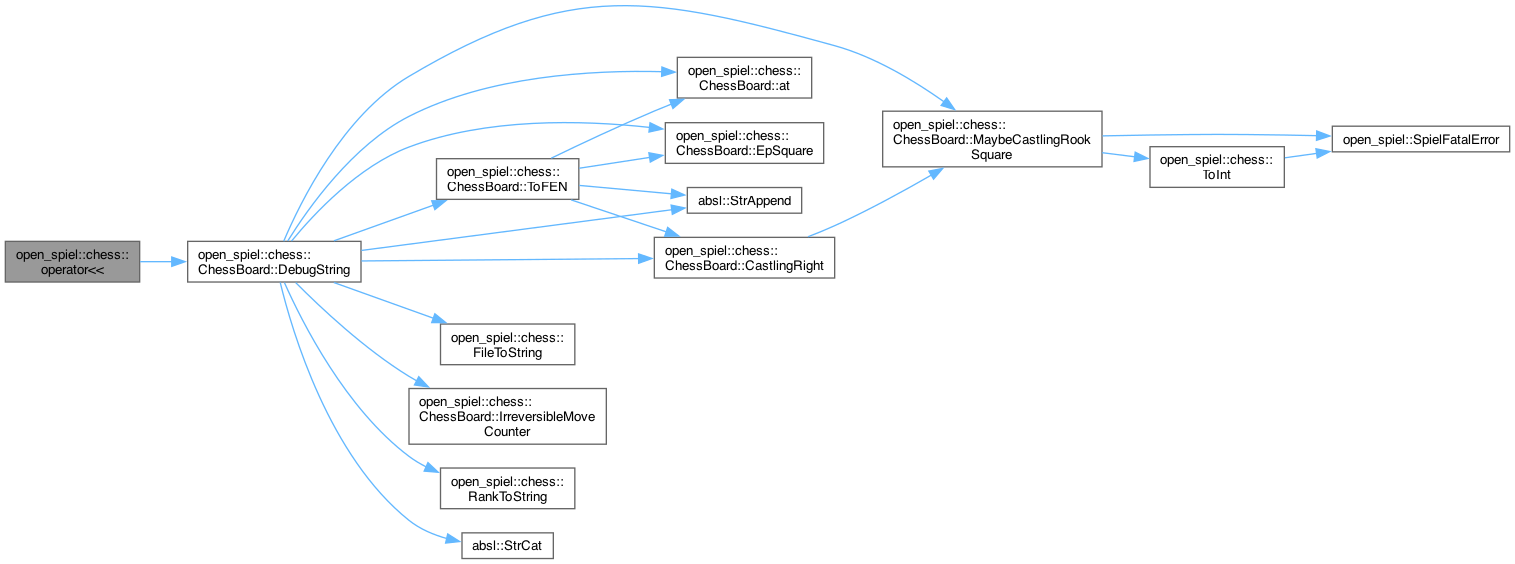 open_spiel::chess::
operator<<
open_spiel::chess::
ChessBoard::DebugString
open_spiel::chess::
ChessBoard::at
open_spiel::chess::
ChessBoard::EpSquare
open_spiel::chess::
ChessBoard::ToFEN
absl::StrAppend
open_spiel::chess::
ChessBoard::CastlingRight
open_spiel::chess::
FileToString
open_spiel::chess::
ChessBoard::IrreversibleMove
Counter
open_spiel::chess::
RankToString
absl::StrCat
open_spiel::chess::
ChessBoard::MaybeCastlingRook
Square
open_spiel::chess::
ToInt
open_spiel::SpielFatalError